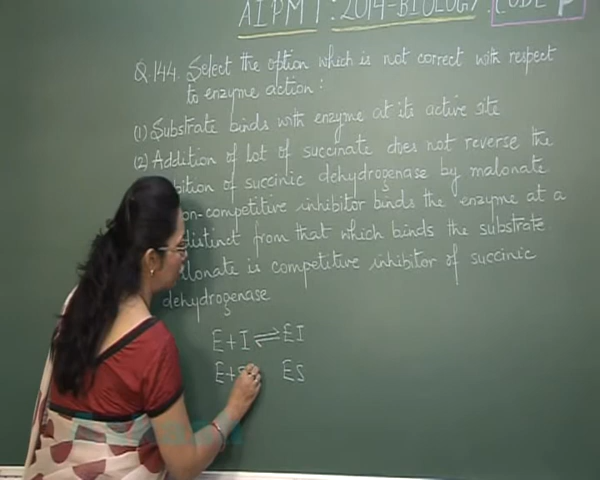 AIPMT:2014-BIOLOGY: CODE P
Q.144. Select the option which is not correct with respect
to enzyme action:
(1) Substrate binds with enzyme at its active site
(2) Addition of lot of succinate does not reverse the
bition of succinic dehydrogenase by malonate
on-competitive inhibitor binds the enzyme at a
distinct from that which binds the substrate
alonate is competitive inhibitor of succinic
dehydrogenase
E+I⇌EI
E+ ES